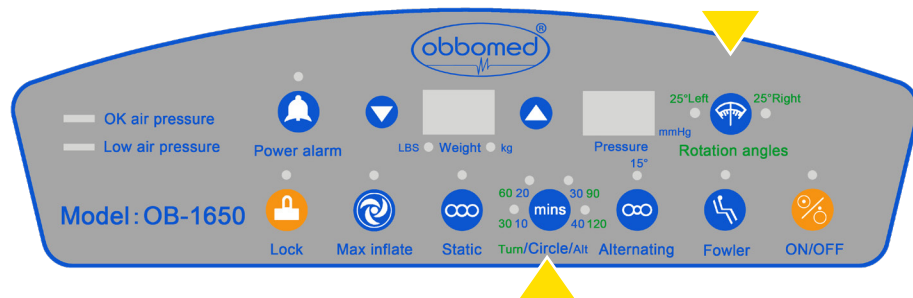 obbomed®
OK air pressure
Low air pressure
Power alarm
LBS Weight kg
mmHg
Pressure
25°Left 25°Right
Rotation angles
Model: OB-1650
Lock
Max inflate
Static
60 20 30 90
mins
30 10 40 120
Turn/Circle/Alt
15°
Alternating
Fowler
ON/OFF